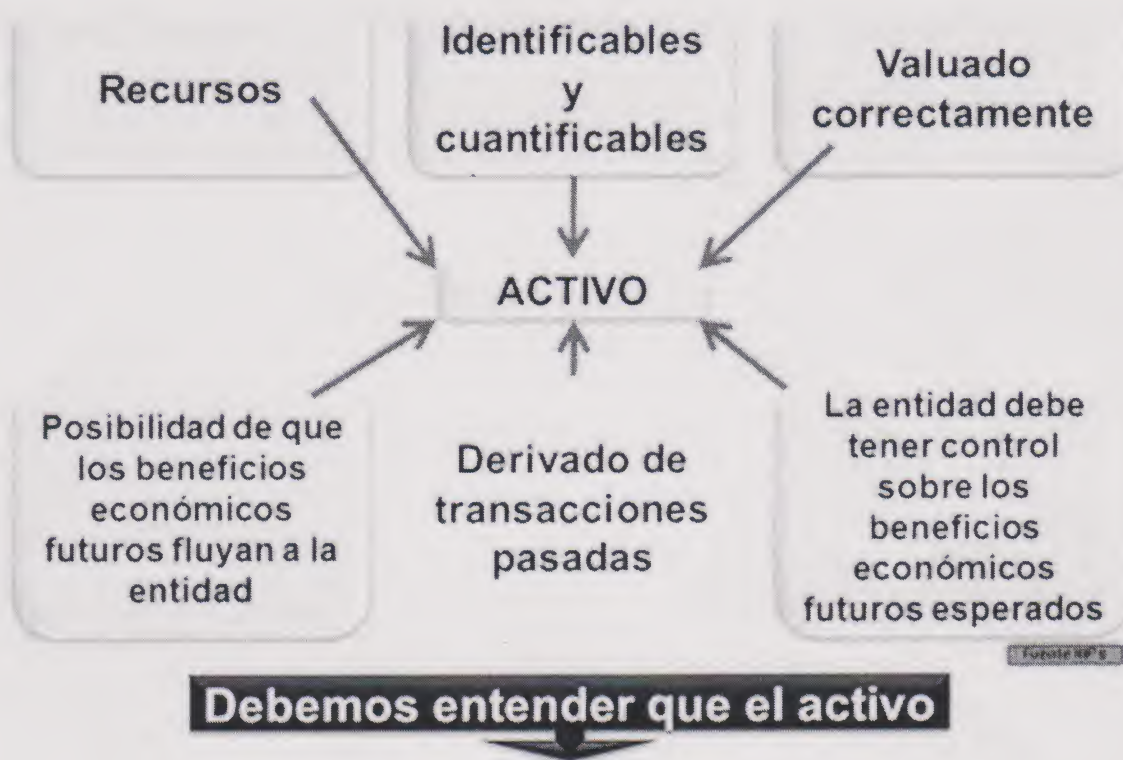 Recursos
Identificables
y
cuantificables
Valuado
correctamente
ACTIVO
Posibilidad de que
los beneficios
económicos
futuros fluyan a la
entidad
Derivado de
transacciones
pasadas
La entidad debe
tener control
sobre los
beneficios
económicos
futuros esperados
Fuente
Debemos entender que el activo